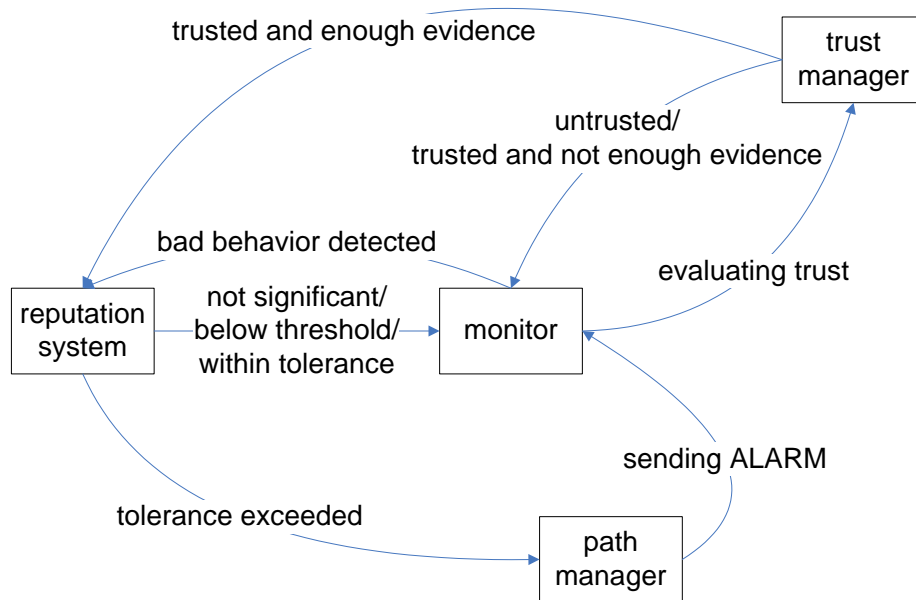 trusted and enough evidence
trust
manager
untrusted/
trusted and not enough evidence
bad behavior detected
evaluating trust
reputation
system
not significant/
below threshold/
within tolerance
monitor
sending ALARM
tolerance exceeded
path
manager